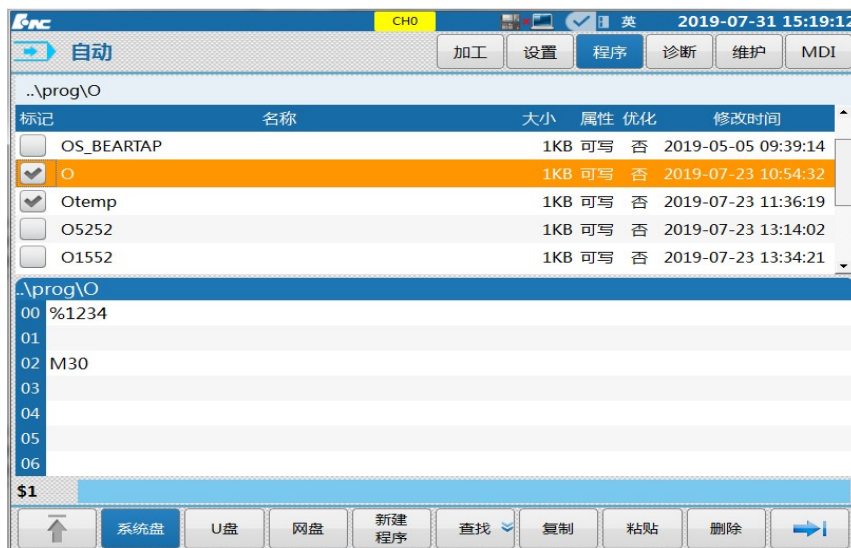 CNC CH0 英 2019-07-31 15:19:12
自动 加工 设置 程序 诊断 维护 MDI
..\prog\O
标记 名称 大小 属性 优化 修改时间
OS_BEARTAP 1KB 可写 否 2019-05-05 09:39:14
O 1KB 可写 否 2019-07-23 10:54:32
Otemp 1KB 可写 否 2019-07-23 11:36:19
O5252 1KB 可写 否 2019-07-23 13:14:02
O1552 1KB 可写 否 2019-07-23 13:34:21
..\prog\O
00 %1234
01
02 M30
03
04
05
06
$1
系统盘 U盘 网盘 新建程序 查找 复制 粘贴 删除